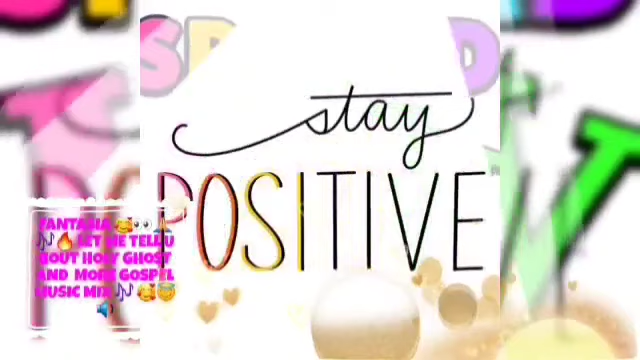 stay
POSITIVE
FANTASIA 🥰👀
🎶🔥 LET ME TELL U
BOUT HOLY GHOST
AND MORE GOSPEL
MUSIC MIX 🎶 🥰😇
🔊